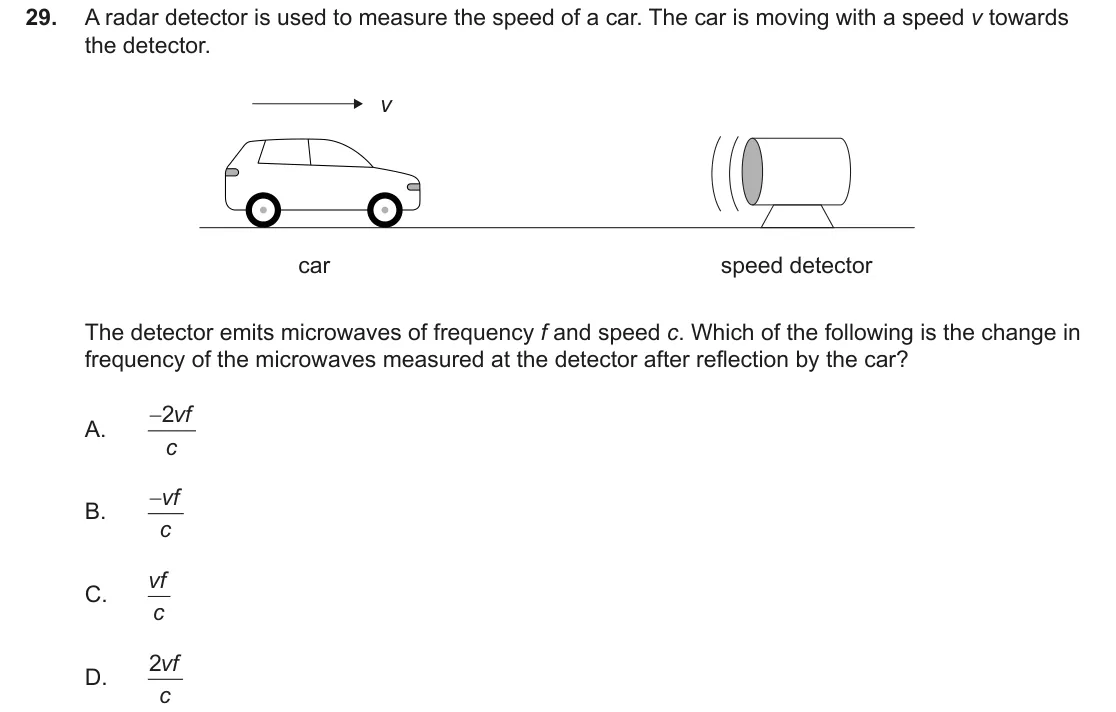 29. A radar detector is used to measure the speed of a car. The car is moving with a speed v towards
the detector.
v
car
speed detector
The detector emits microwaves of frequency f and speed c. Which of the following is the change in
frequency of the microwaves measured at the detector after reflection by the car?
A. −2vf
c
B. −vf
c
C. vf
c
D. 2vf
c